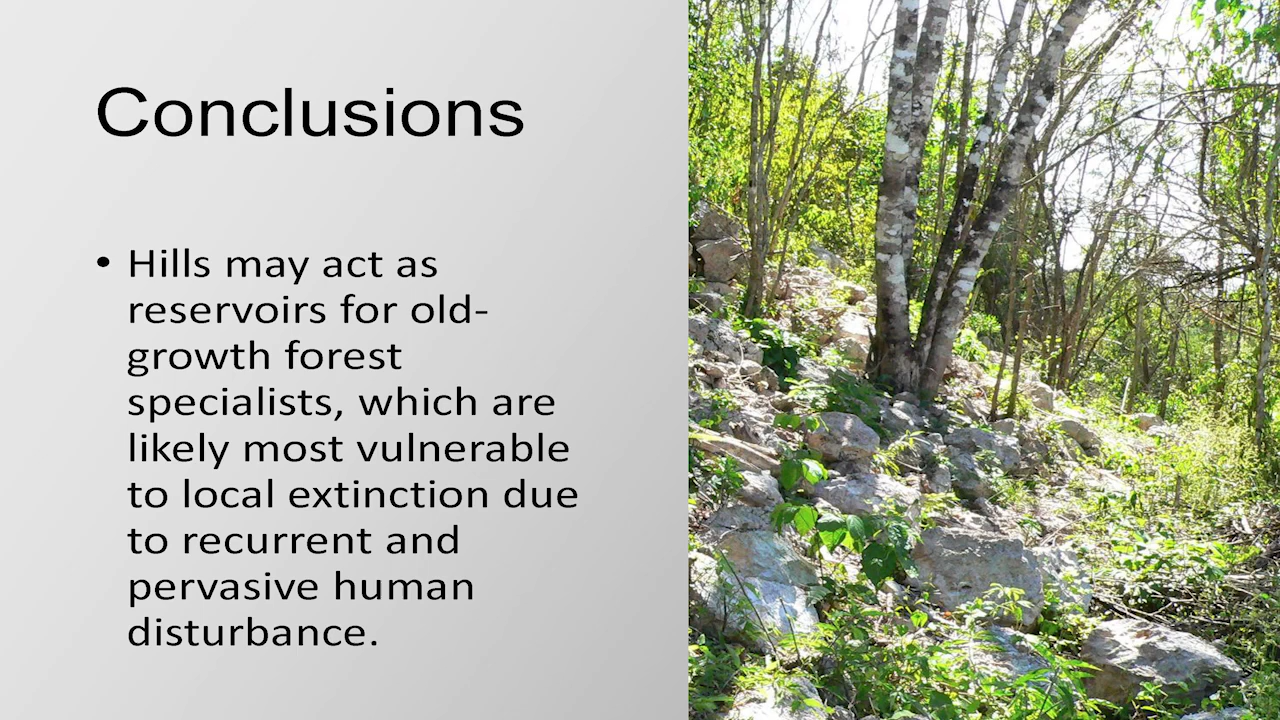 Conclusions
• Hills may act as
reservoirs for old-
growth forest
specialists, which are
likely most vulnerable
to local extinction due
to recurrent and
pervasive human
disturbance.